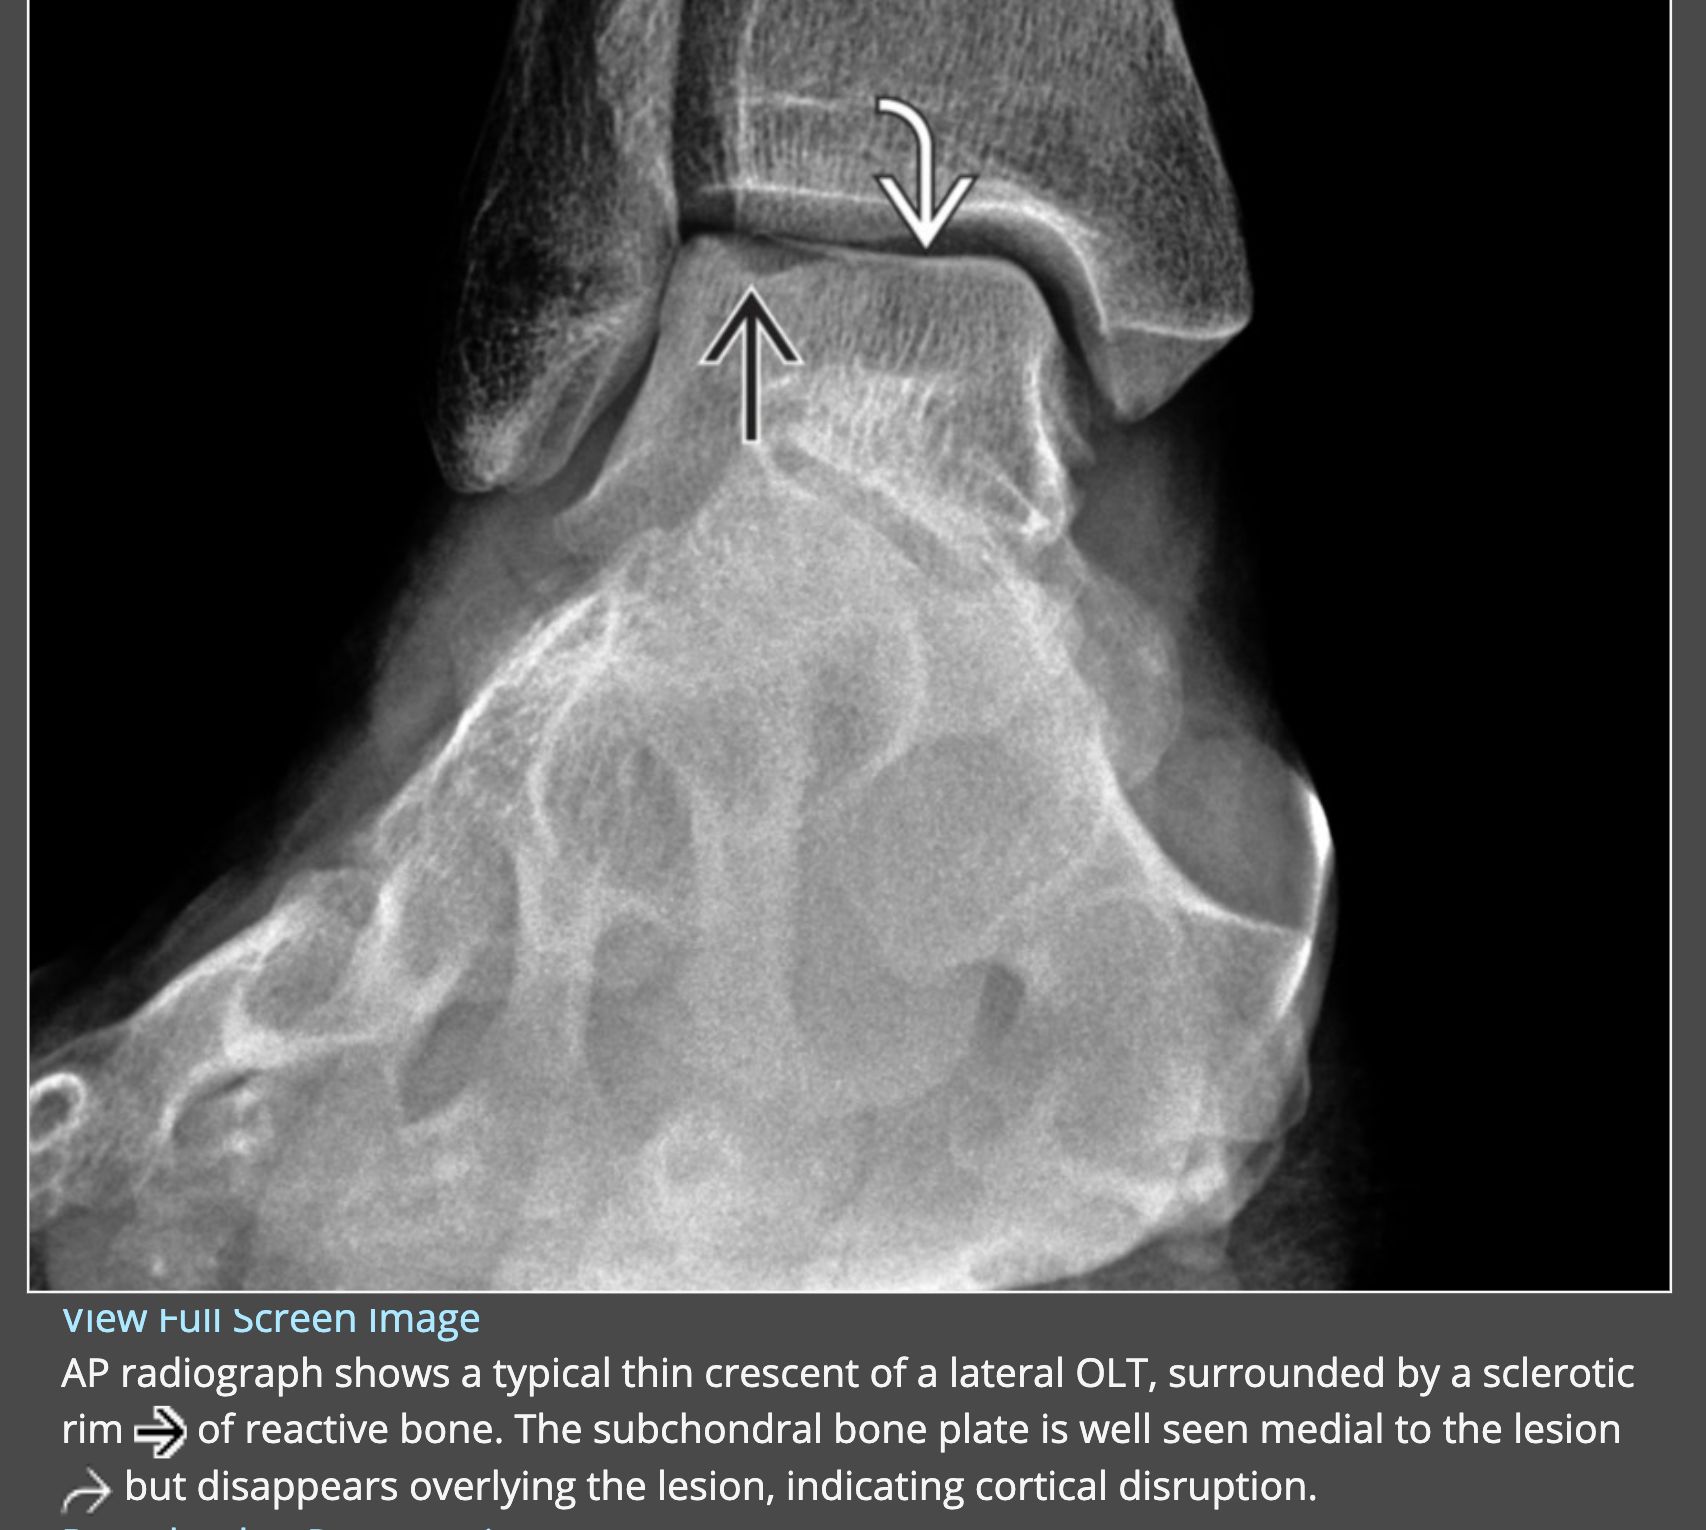 View Full Screen Image
AP radiograph shows a typical thin crescent of a lateral OLT, surrounded by a sclerotic
rim of reactive bone. The subchondral bone plate is well seen medial to the lesion
but disappears overlying the lesion, indicating cortical disruption.